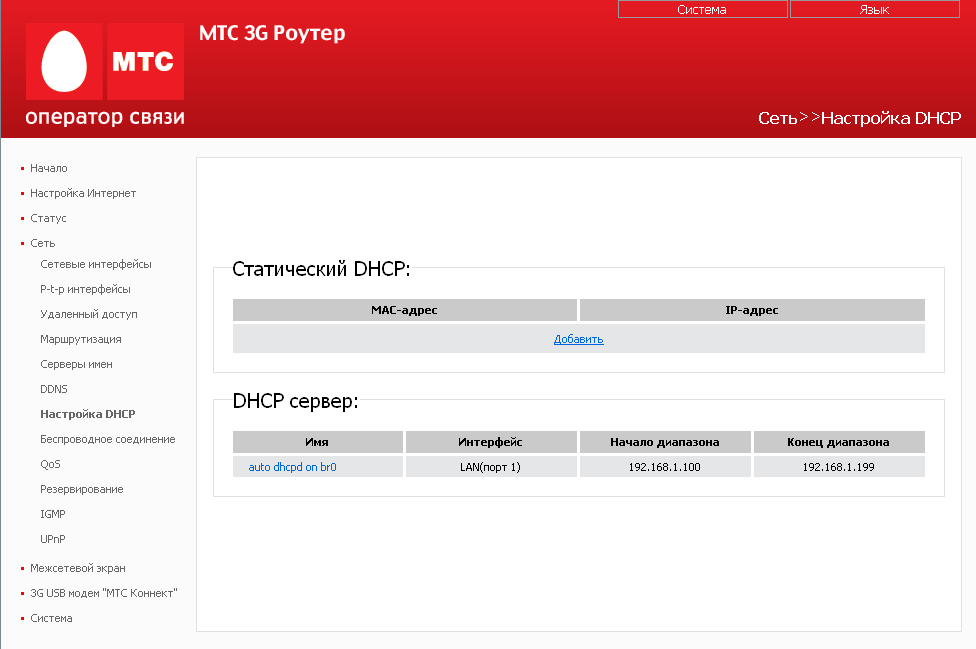 Система
Язык
МТС 3G Роутер
МТС
оператор связи
Сеть>>Настройка DHCP
Начало
Настройка Интернет
Статус
Сеть
Сетевые интерфейсы
P-t-p интерфейсы
Удаленный доступ
Маршрутизация
Серверы имен
DDNS
Настройка DHCP
Беспроводное соединение
QoS
Резервирование
IGMP
UPnP
Межсетевой экран
3G USB модем "МТС Коннект"
Система
Статический DHCP:
MAC-адрес IP-адрес
Добавить
DHCP сервер:
Имя Интерфейс Начало диапазона Конец диапазона
auto dhcpd on br0 LAN(порт 1) 192.168.1.100 192.168.1.199